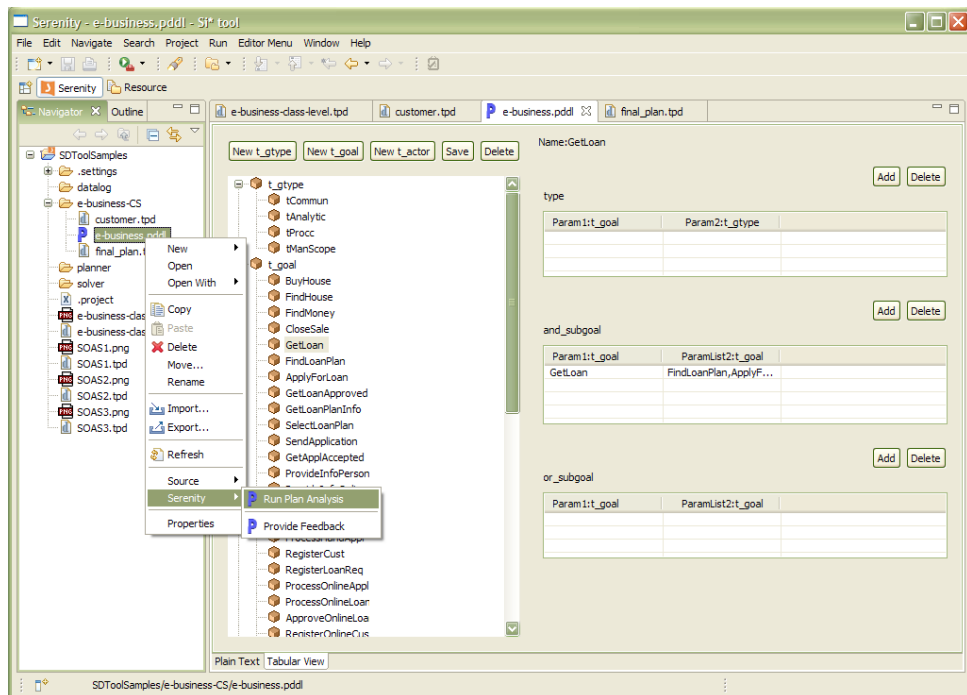 Serenity - e-business.pddl - Si* tool
File Edit Navigate Search Project Run Editor Menu Window Help
Serenity Resource
Navigator Outline
e-business-class-level.tpd customer.tpd e-business.pddl final_plan.tpd
SDToolSamples
.settings
datalog
e-business-CS
customer.tpd
e-business.pddl
final_plan.t
planner
solver
.project
e-business-clas
e-business-clas
SOAS1.png
SOAS1.tpd
SOAS2.png
SOAS2.tpd
SOAS3.png
SOAS3.tpd
New
Open
Open With
Copy
Paste
Delete
Move...
Rename
Import...
Export...
Refresh
Source
Serenity
Properties
Run Plan Analysis
Provide Feedback
New t_gtype New t_goal New t_actor Save Delete
t_gtype
tCommun
tAnalytic
tProcc
tManScope
t_goal
BuyHouse
FindHouse
FindMoney
CloseSale
GetLoan
FindLoanPlan
ApplyForLoan
GetLoanApproved
GetLoanPlanInfo
SelectLoanPlan
SendApplication
GetApplAccepted
ProvideInfoPerson
RegisterCust
RegisterLoanReq
ProcessOnlineAppl
ProcessOnlineLoar
ApproveOnlineLoa
RegisterOnlineCus
Name:GetLoan
Add Delete
type
Param1:t_goal Param2:t_gtype
Add Delete
and_subgoal
Param1:t_goal ParamList2:t_goal
GetLoan FindLoanPlan,ApplyF...
Add Delete
or_subgoal
Param1:t_goal ParamList2:t_goal
Plain Text Tabular View
SDToolSamples/e-business-CS/e-business.pddl